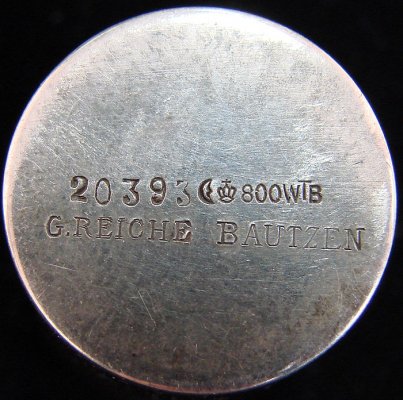 20393 800 WTB
G. REICHE BAUTZEN